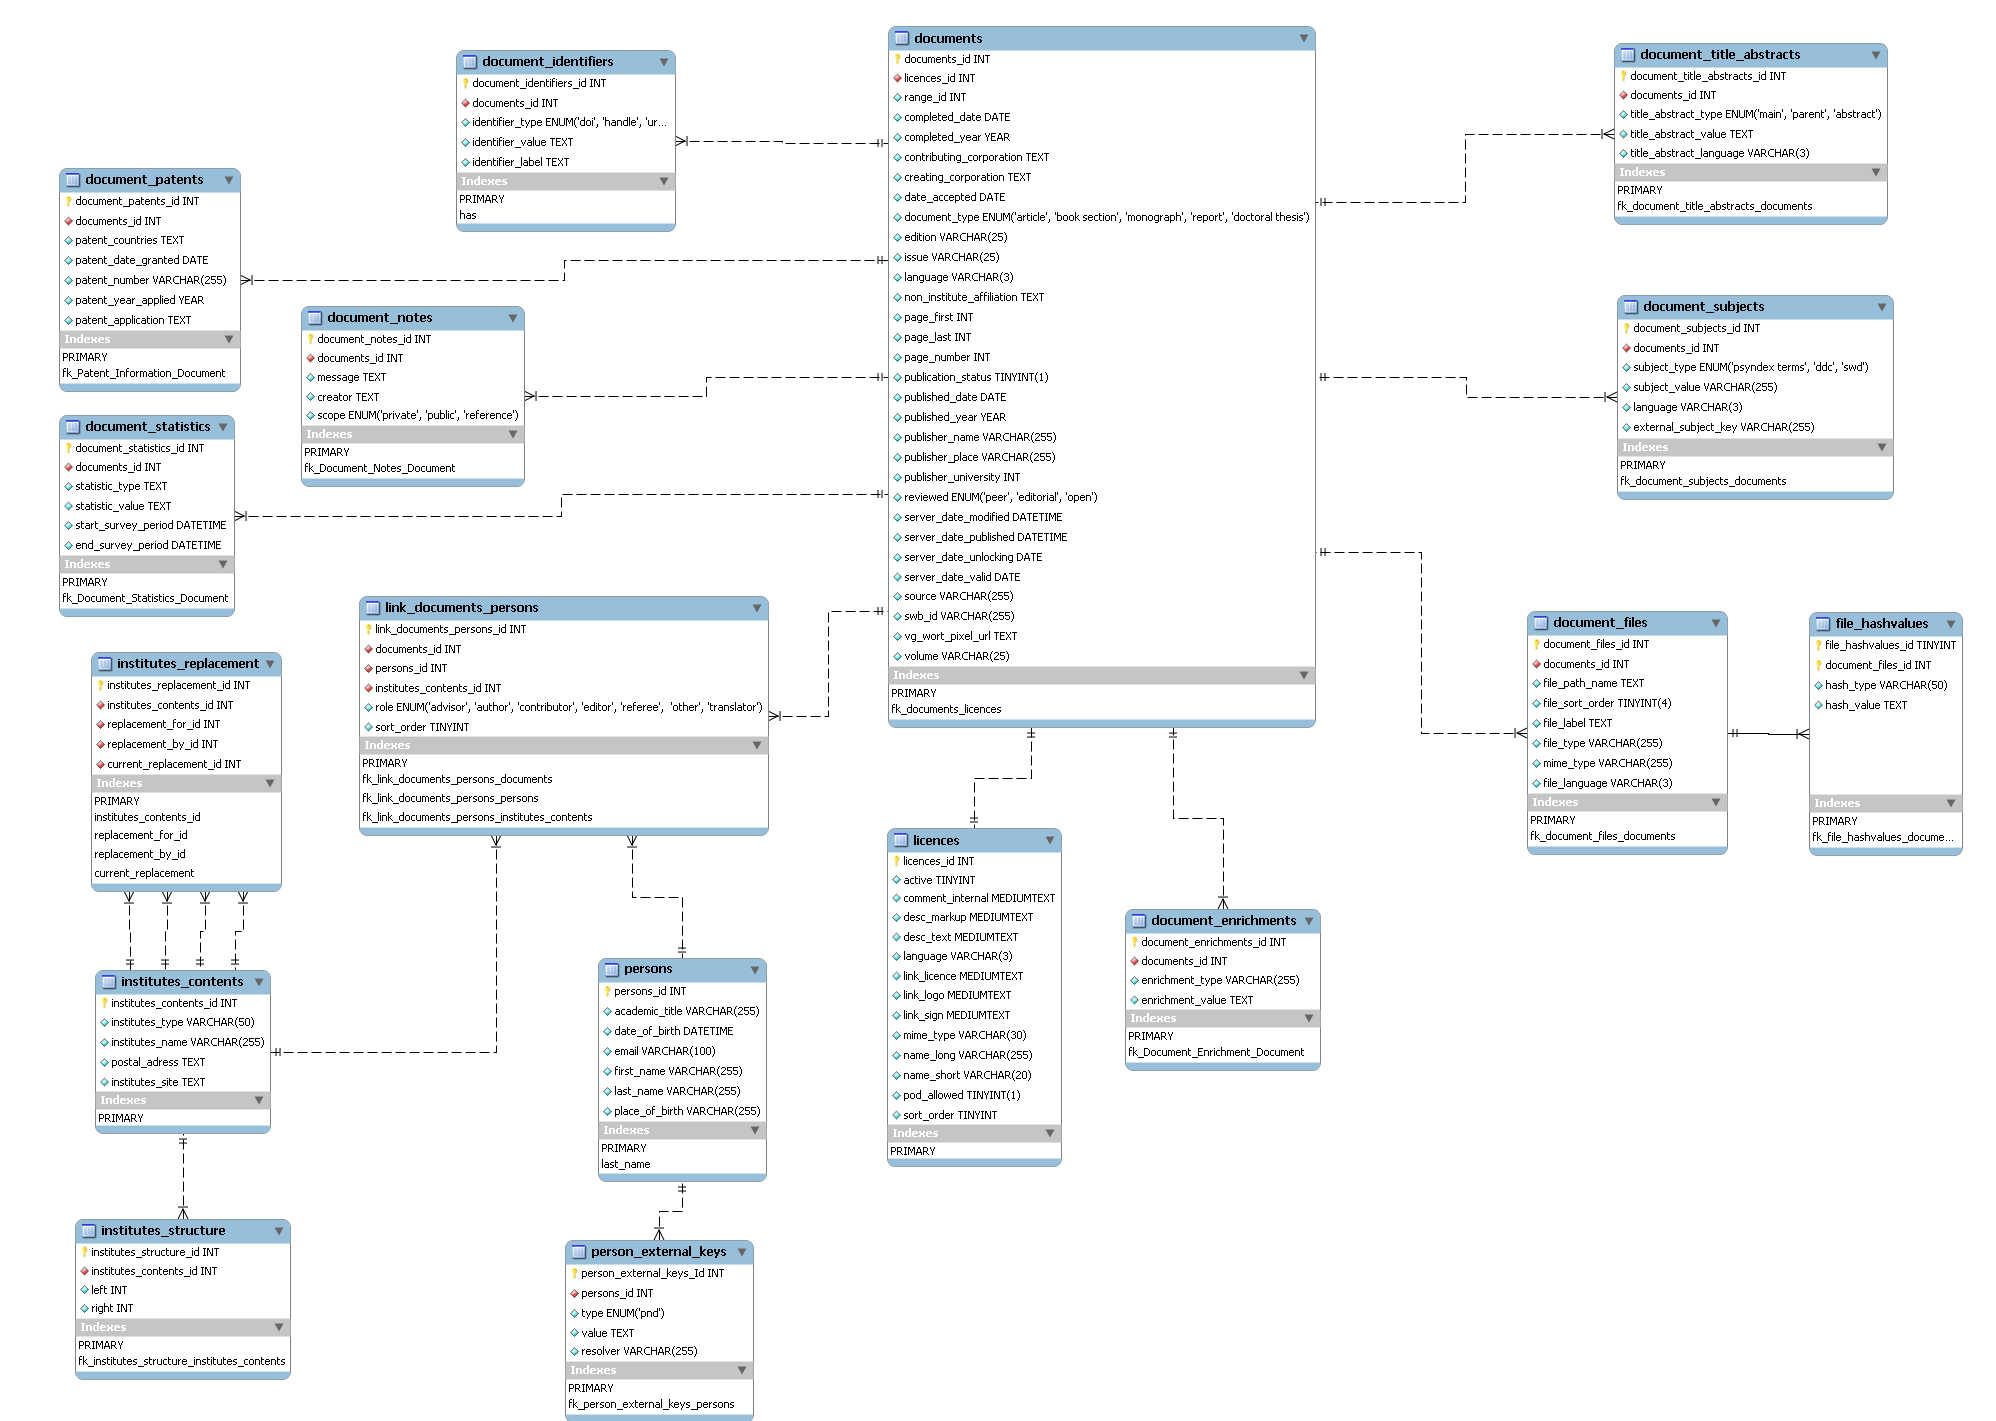 documents
documents_id INT
licences_id INT
range_id INT
completed_date DATE
completed_year YEAR
contributing_corporation TEXT
creating_corporation TEXT
date_accepted DATE
document_type ENUM('article', 'book section', 'monograph', 'report', 'doctoral thesis')
edition VARCHAR(25)
issue VARCHAR(25)
language VARCHAR(3)
non_institute_affiliation TEXT
page_first INT
page_last INT
page_number INT
publication_status TINYINT(1)
published_date DATE
published_year YEAR
publisher_name VARCHAR(255)
publisher_place VARCHAR(255)
publisher_university INT
reviewed ENUM('peer', 'editorial', 'open')
server_date_modified DATETIME
server_date_published DATETIME
server_date_unlocking DATE
server_date_valid DATE
source VARCHAR(255)
swb_id VARCHAR(255)
vg_wort_pixel_url TEXT
volume VARCHAR(25)
Indexes
PRIMARY
fk_documents_licences
document_identifiers
document_identifiers_id INT
documents_id INT
identifier_type ENUM('doi', 'handle', 'ur...
identifier_value TEXT
identifier_label TEXT
Indexes
PRIMARY
has
document_title_abstracts
document_title_abstracts_id INT
documents_id INT
title_abstract_type ENUM('main', 'parent', 'abstract')
title_abstract_value TEXT
title_abstract_language VARCHAR(3)
Indexes
PRIMARY
fk_document_title_abstracts_documents
document_patents
document_patents_id INT
documents_id INT
patent_countries TEXT
patent_date_granted DATE
patent_number VARCHAR(255)
patent_year_applied YEAR
patent_application TEXT
Indexes
PRIMARY
fk_Patent_Information_Document
document_notes
document_notes_id INT
documents_id INT
message TEXT
creator TEXT
scope ENUM('private', 'public', 'reference')
Indexes
PRIMARY
fk_Document_Notes_Document
document_subjects
document_subjects_id INT
documents_id INT
subject_type ENUM('psyndex terms', 'ddc', 'swd')
subject_value VARCHAR(255)
language VARCHAR(3)
external_subject_key VARCHAR(255)
Indexes
PRIMARY
fk_document_subjects_documents
document_statistics
document_statistics_id INT
documents_id INT
statistic_type TEXT
statistic_value TEXT
start_survey_period DATETIME
end_survey_period DATETIME
Indexes
PRIMARY
fk_Document_Statistics_Document
link_documents_persons
link_documents_persons_id INT
documents_id INT
persons_id INT
institutes_contents_id INT
role ENUM('advisor', 'author', 'contributor', 'editor', 'referee', 'other', 'translator')
sort_order TINYINT
Indexes
PRIMARY
fk_link_documents_persons_documents
fk_link_documents_persons_persons
fk_link_documents_persons_institutes_contents
document_files
document_files_id INT
documents_id INT
file_path_name TEXT
file_sort_order TINYINT(4)
file_label TEXT
file_type VARCHAR(255)
mime_type VARCHAR(255)
file_language VARCHAR(3)
Indexes
PRIMARY
fk_document_files_documents
file_hashvalues
file_hashvalues_id TINYINT
document_files_id INT
hash_type VARCHAR(50)
hash_value TEXT
Indexes
PRIMARY
fk_file_hashvalues_docume...
institutes_replacement
institutes_replacement_id INT
institutes_contents_id INT
replacement_for_id INT
replacement_by_id INT
current_replacement_id INT
Indexes
PRIMARY
institutes_contents_id
replacement_for_id
replacement_by_id
current_replacement
licences
licences_id INT
active TINYINT
comment_internal MEDIUMTEXT
desc_markup MEDIUMTEXT
desc_text MEDIUMTEXT
language VARCHAR(3)
link_licence MEDIUMTEXT
link_logo MEDIUMTEXT
link_sign MEDIUMTEXT
mime_type VARCHAR(30)
name_long VARCHAR(255)
name_short VARCHAR(20)
pod_allowed TINYINT(1)
sort_order TINYINT
Indexes
PRIMARY
document_enrichments
document_enrichments_id INT
documents_id INT
enrichment_type VARCHAR(255)
enrichment_value TEXT
Indexes
PRIMARY
fk_Document_Enrichment_Document
institutes_contents
institutes_contents_id INT
institutes_type VARCHAR(50)
institutes_name VARCHAR(255)
postal_adress TEXT
institutes_site TEXT
Indexes
PRIMARY
persons
persons_id INT
academic_title VARCHAR(255)
date_of_birth DATETIME
email VARCHAR(100)
first_name VARCHAR(255)
last_name VARCHAR(255)
place_of_birth VARCHAR(255)
Indexes
PRIMARY
last_name
institutes_structure
institutes_structure_id INT
institutes_contents_id INT
left INT
right INT
Indexes
PRIMARY
fk_institutes_structure_institutes_contents
person_external_keys
person_external_keys_Id INT
persons_id INT
type ENUM('pnd')
value TEXT
resolver VARCHAR(255)
Indexes
PRIMARY
fk_person_external_keys_persons